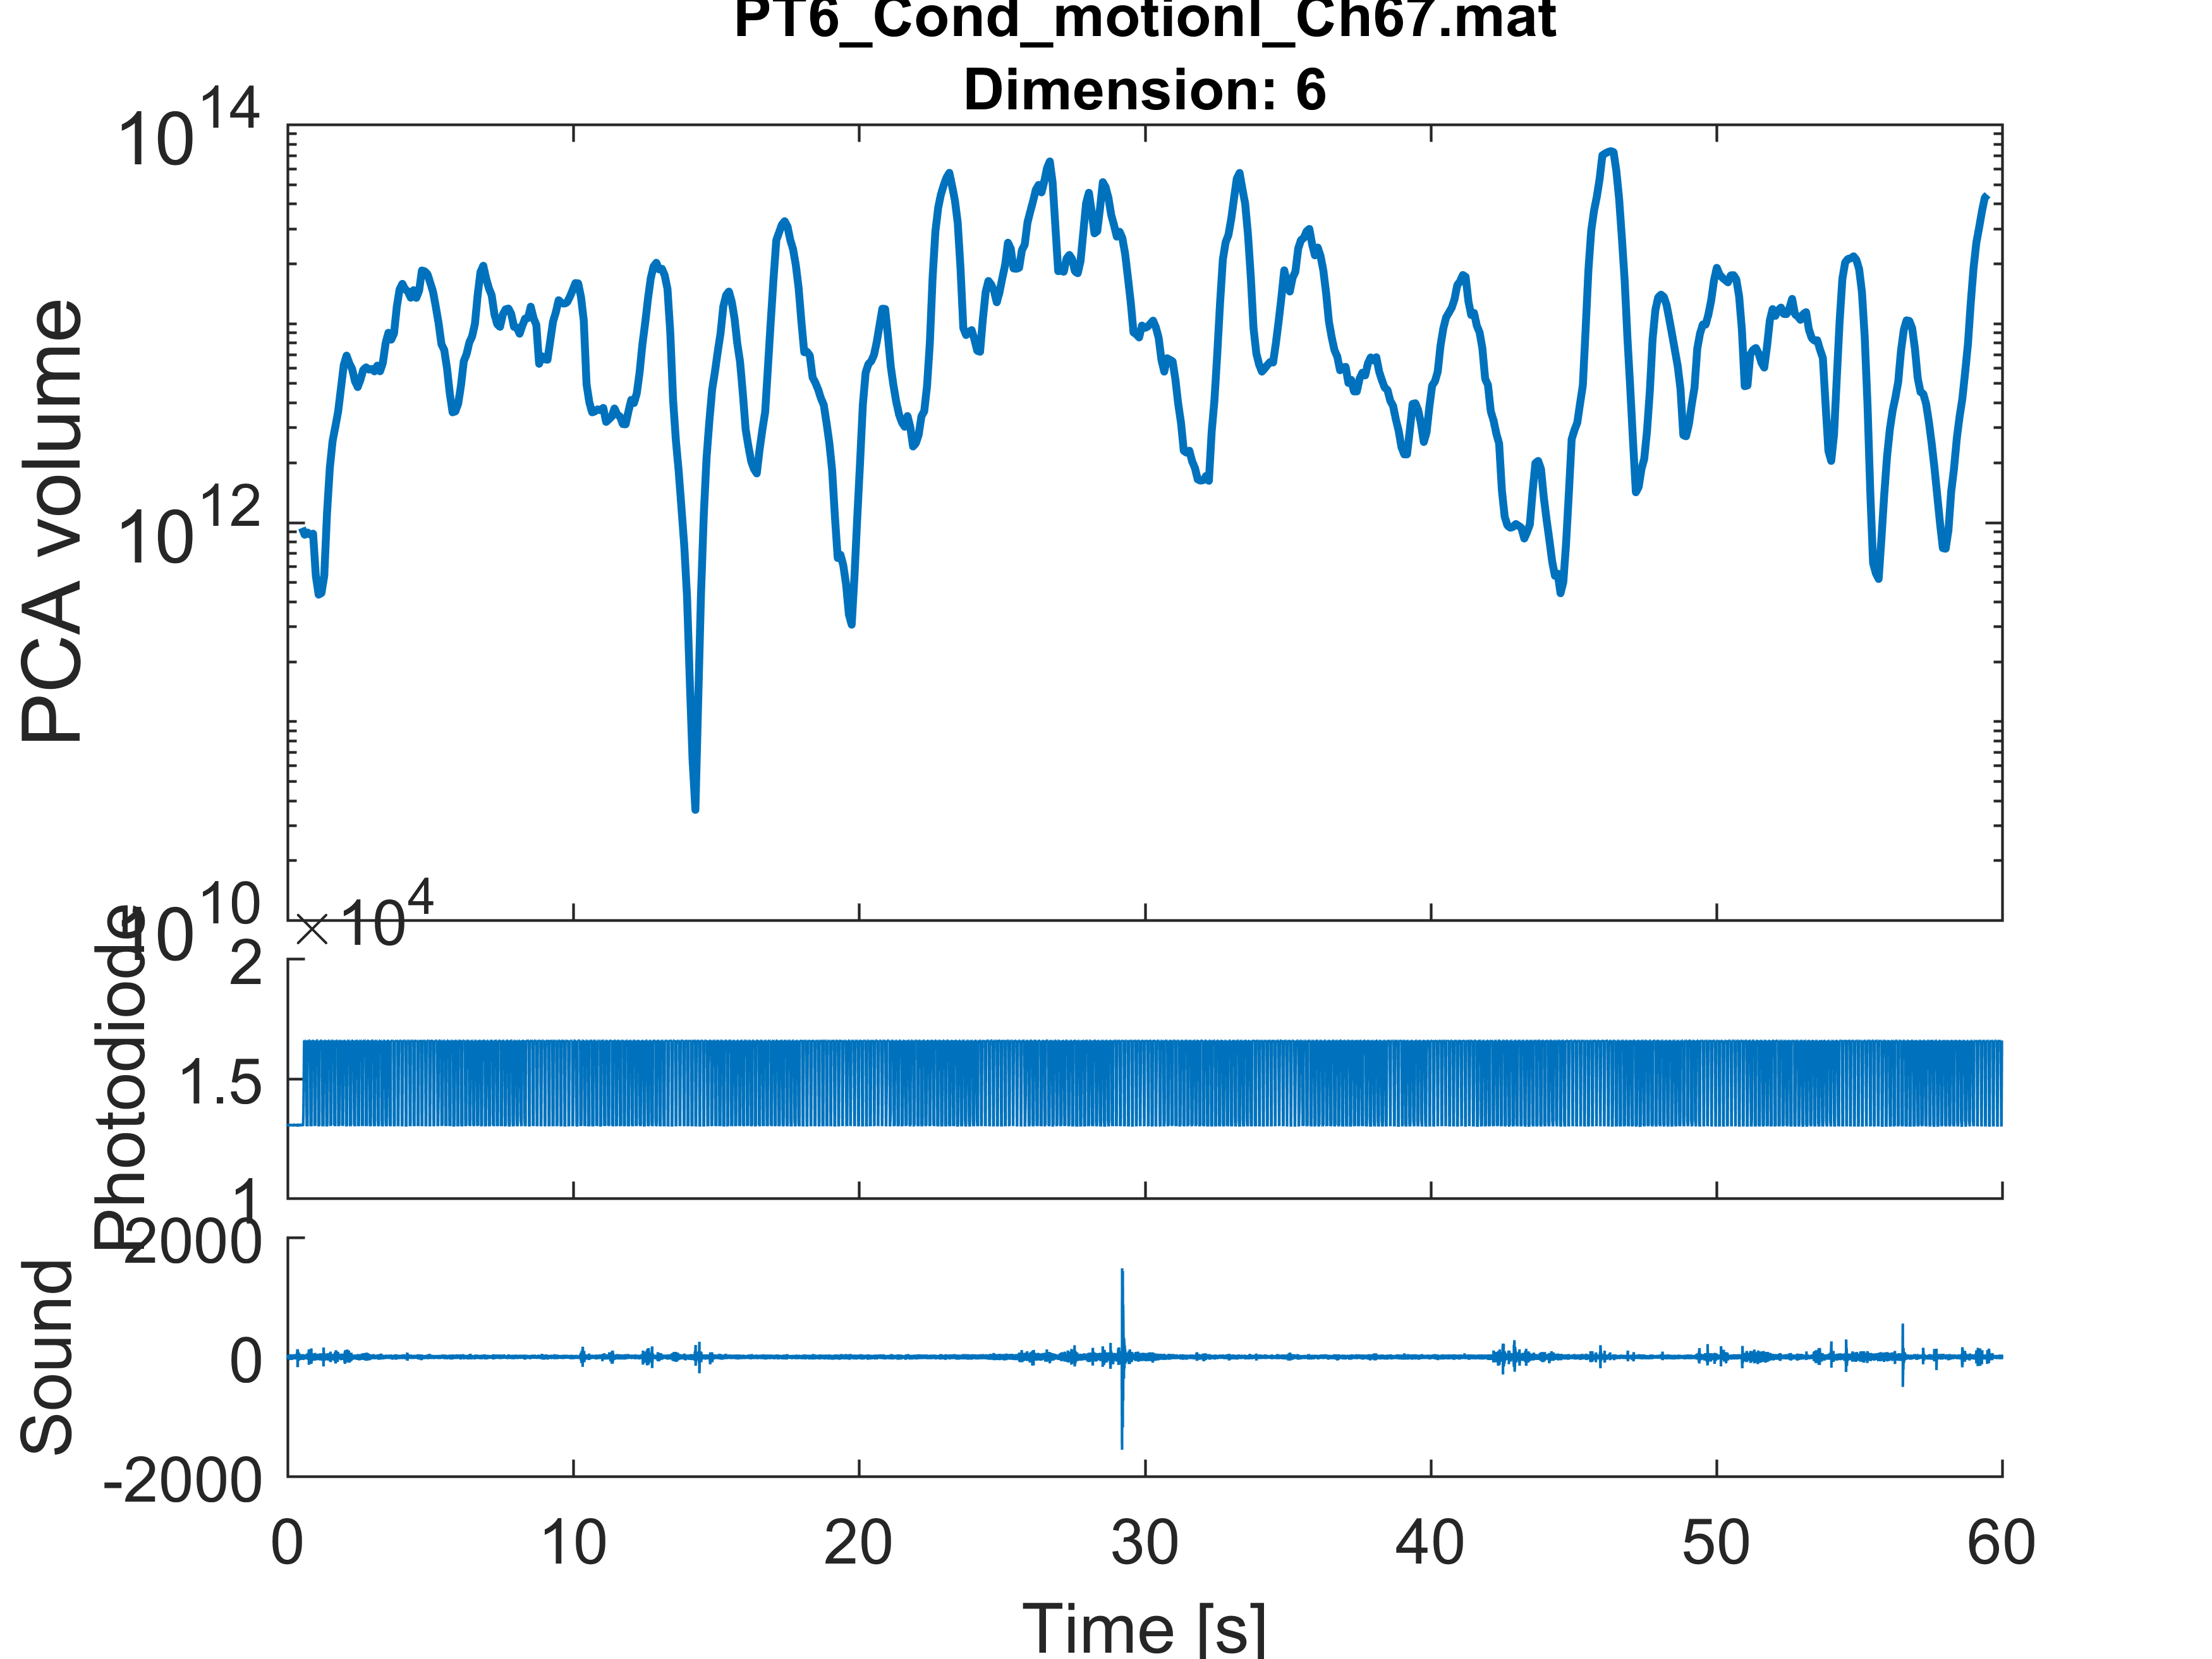 PT6_Cond_motionI_Ch67.mat
Dimension: 6
10^14
10^12
10^10
PCA volume
×10^4
2
1.5
1
Photodiode
2000
0
-2000
Sound
0 10 20 30 40 50 60
Time [s]